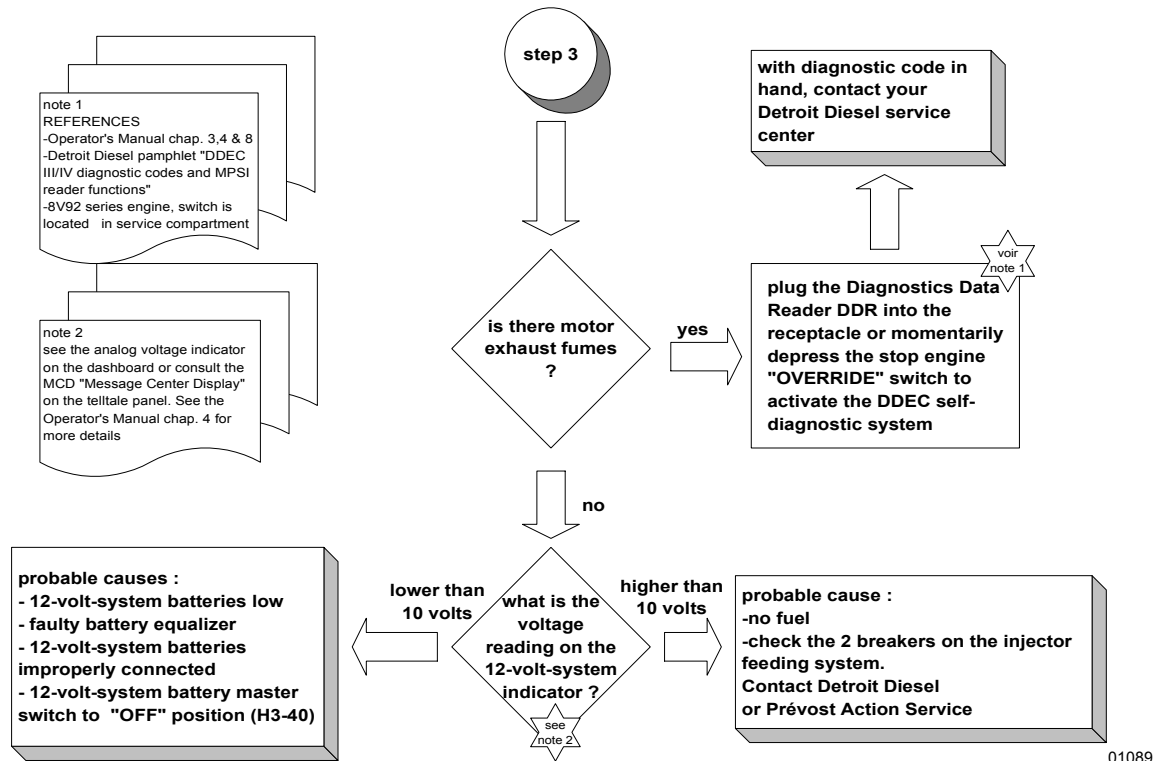 step 3
note 1
REFERENCES
-Operator's Manual chap. 3,4 & 8
-Detroit Diesel pamphlet "DDEC
III/IV diagnostic codes and MPSI
reader functions"
-8V92 series engine, switch is
located in service compartment
note 2
see the analog voltage indicator
on the dashboard or consult the
MCD "Message Center Display"
on the telltale panel. See the
Operator's Manual chap. 4 for
more details
with diagnostic code in
hand, contact your
Detroit Diesel service
center
is there motor
exhaust fumes
?
yes
voir
note 1
plug the Diagnostics Data
Reader DDR into the
receptacle or momentarily
depress the stop engine
"OVERRIDE" switch to
activate the DDEC self-
diagnostic system
no
what is the
voltage
reading on the
12-volt-system
indicator ?
see
note 2
lower than
10 volts
probable causes :
- 12-volt-system batteries low
- faulty battery equalizer
- 12-volt-system batteries
improperly connected
- 12-volt-system battery master
switch to "OFF" position (H3-40)
higher than
10 volts
probable cause :
-no fuel
-check the 2 breakers on the injector
feeding system.
Contact Detroit Diesel
or Prévost Action Service
01089